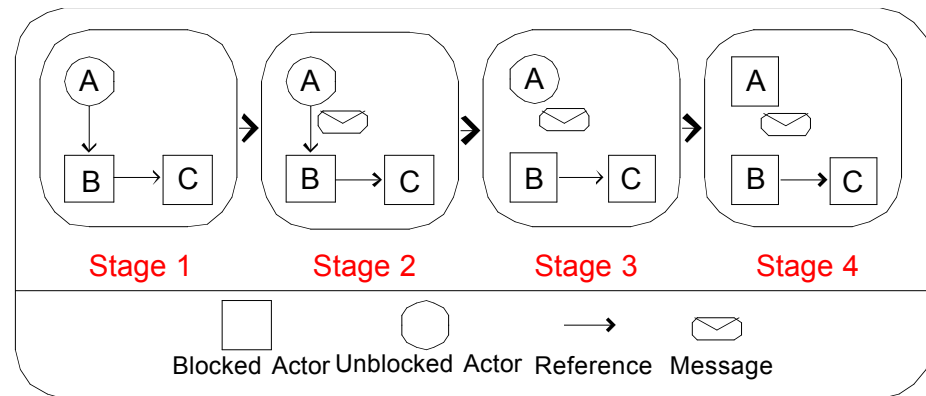 A A A A
B C B C B C B C
Stage 1 Stage 2 Stage 3 Stage 4
Blocked Actor Unblocked Actor Reference Message